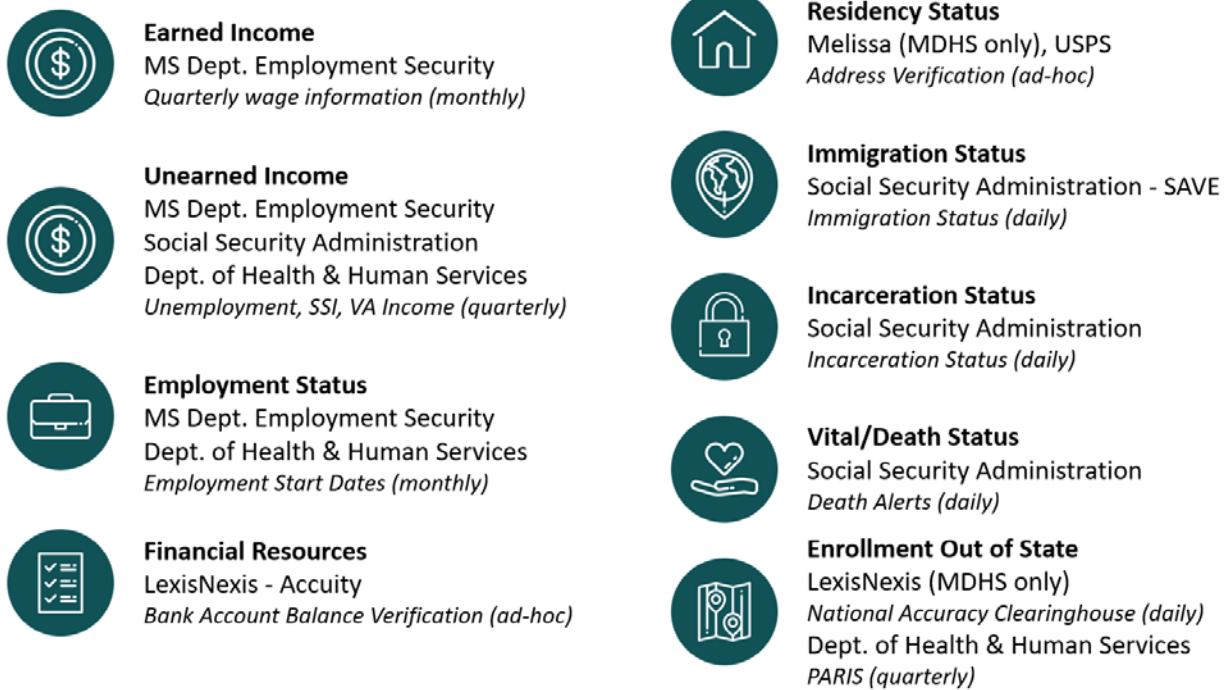 Earned Income
MS Dept. Employment Security
Quarterly wage information (monthly)
Unearned Income
MS Dept. Employment Security
Social Security Administration
Dept. of Health & Human Services
Unemployment, SSI, VA Income (quarterly)
Employment Status
MS Dept. Employment Security
Dept. of Health & Human Services
Employment Start Dates (monthly)
Financial Resources
LexisNexis - Accuity
Bank Account Balance Verification (ad-hoc)
Residency Status
Melissa (MDHS only), USPS
Address Verification (ad-hoc)
Immigration Status
Social Security Administration - SAVE
Immigration Status (daily)
Incarceration Status
Social Security Administration
Incarceration Status (daily)
Vital/Death Status
Social Security Administration
Death Alerts (daily)
Enrollment Out of State
LexisNexis (MDHS only)
National Accuracy Clearinghouse (daily)
Dept. of Health & Human Services
PARIS (quarterly)